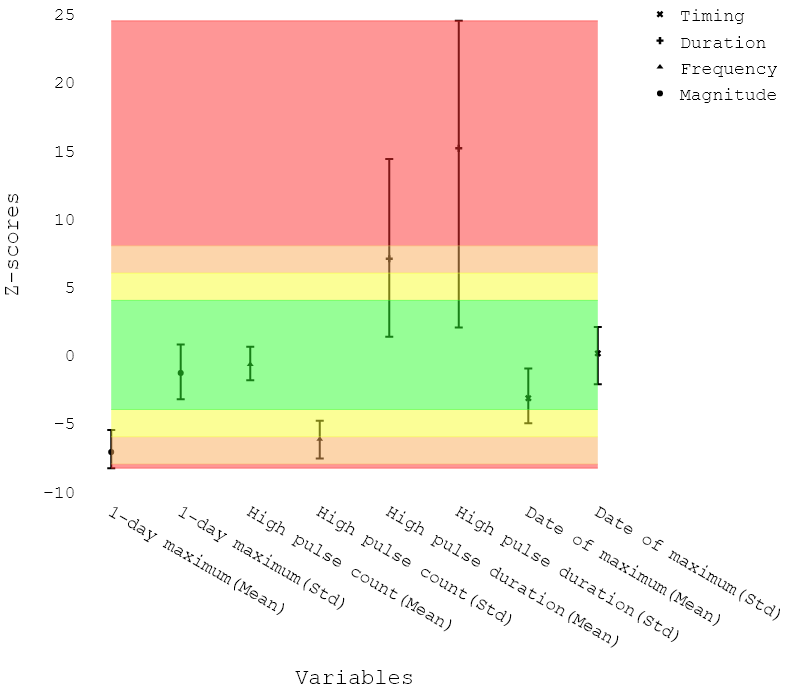 25
20
15
10
5
0
−5
−10
Z-scores
Timing
Duration
Frequency
Magnitude
1-day maximum(Mean)
1-day maximum(Std)
High pulse count(Mean)
High pulse count(Std)
High pulse duration(Mean)
High pulse duration(Std)
Date of maximum(Mean)
Date of maximum(Std)
Variables